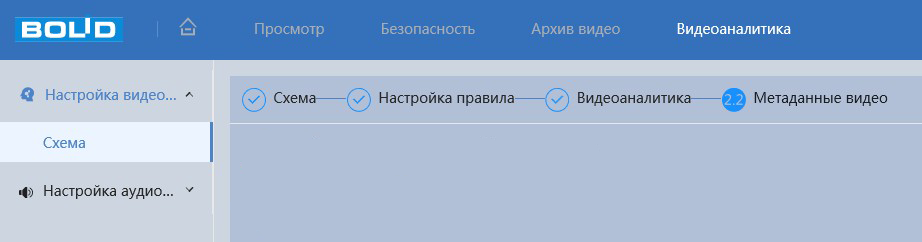 BOLID
Просмотр
Безопасность
Архив видео
Видеоаналитика
Настройка видео...
Схема
Настройка аудио...
Схема
Настройка правила
Видеоаналитика
2.2 Метаданные видео